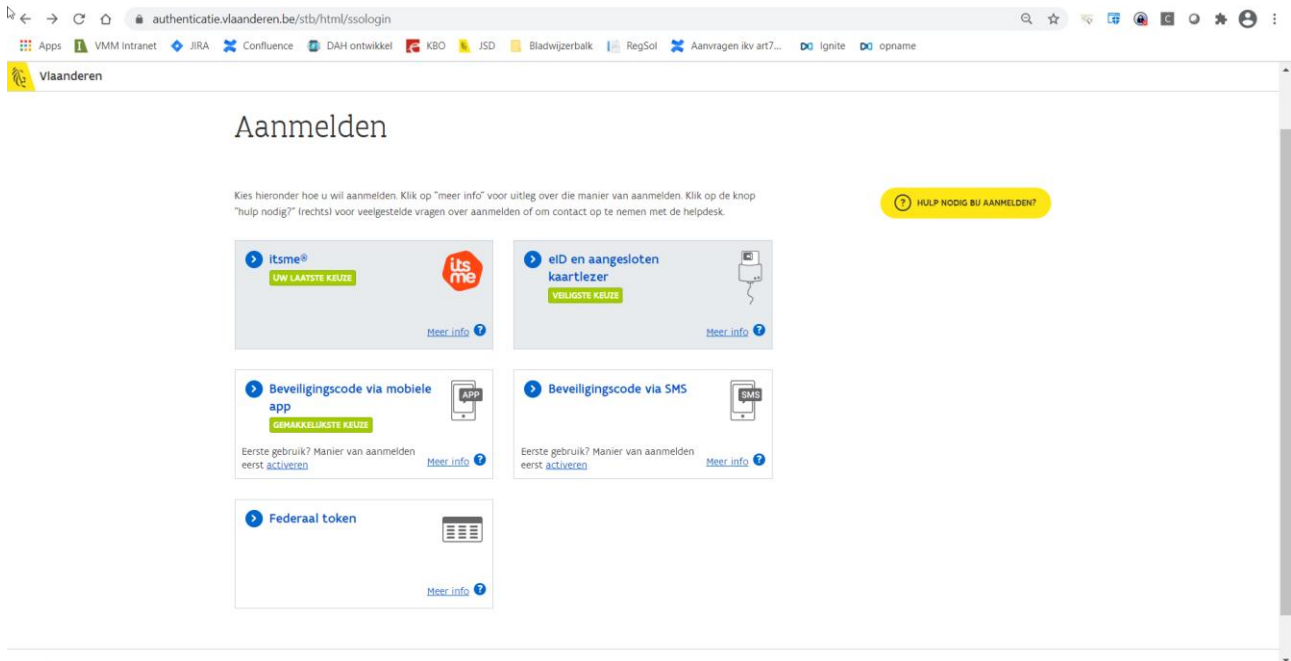 authenticatie.vlaanderen.be/stb/html/ssologin
Apps VMM Intranet JIRA Confluence DAH ontwikkel KBO JSD Bladwijzerbalk RegSol Aanvragen ikv art7... Ignite opname
Vlaanderen
Aanmelden
Kies hieronder hoe u wil aanmelden. Klik op "meer info" voor uitleg over die manier van aanmelden. Klik op de knop
"hulp nodig?" (rechts) voor veelgestelde vragen over aanmelden of om contact op te nemen met de helpdesk.
? HULP NODIG BIJ AANMELDEN?
itsme®
UW LAATSTE KEUZE
its
me
Meer info ?
eID en aangesloten
kaartlezer
VEILIGSTE KEUZE
Meer info ?
Beveiligingscode via mobiele
app
APP
GEMAKKELIJKSTE KEUZE
Eerste gebruik? Manier van aanmelden
eerst activeren
Meer info ?
Beveiligingscode via SMS
SMS
Eerste gebruik? Manier van aanmelden
eerst activeren
Meer info ?
Federaal token
Meer info ?